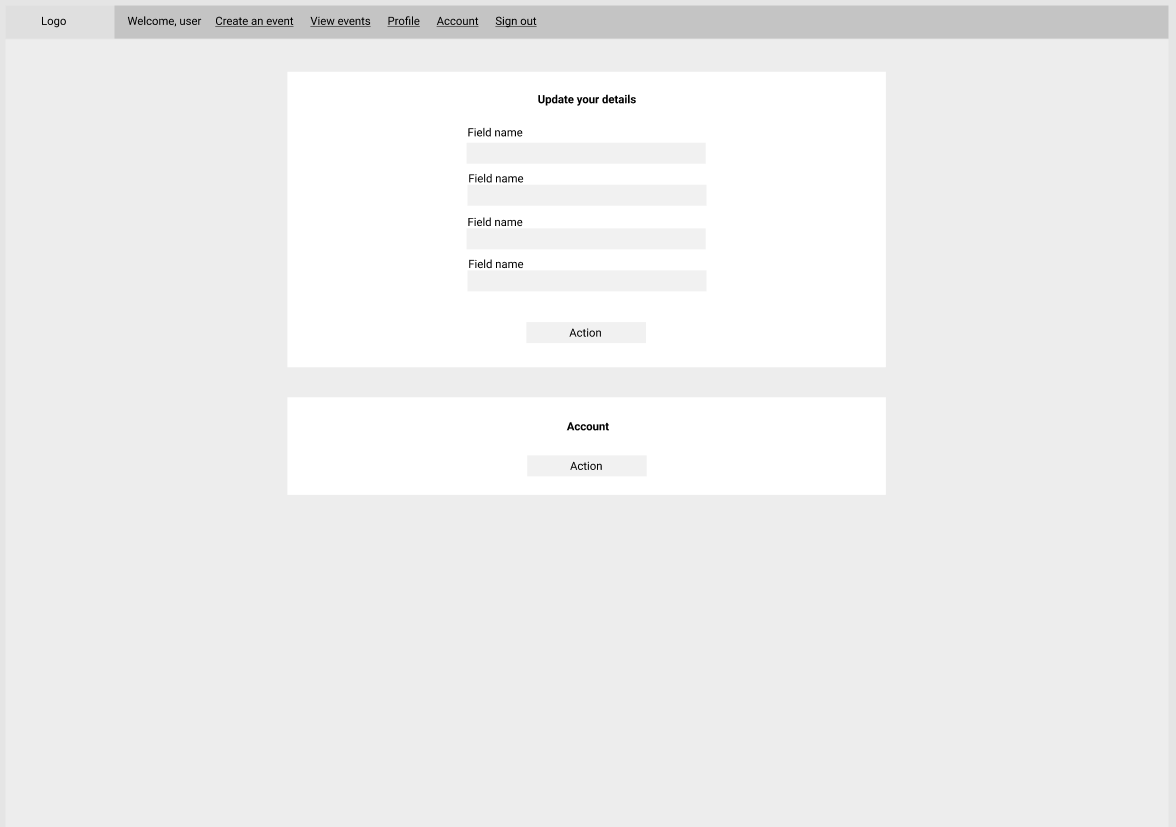 Logo Welcome, user Create an event View events Profile Account Sign out
Update your details
Field name
Field name
Field name
Field name
Action
Account
Action